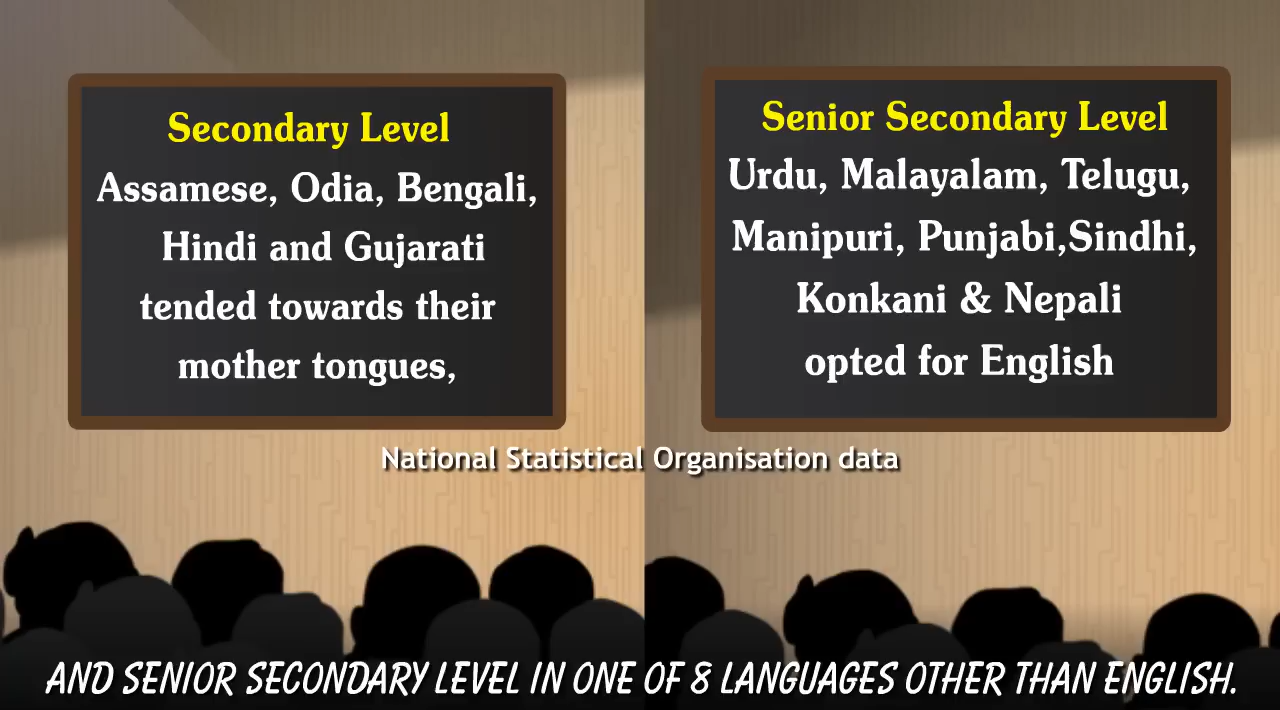 Secondary Level
Assamese, Odia, Bengali,
Hindi and Gujarati
tended towards their
mother tongues,
Senior Secondary Level
Urdu, Malayalam, Telugu,
Manipuri, Punjabi,Sindhi,
Konkani & Nepali
opted for English
National Statistical Organisation data
AND SENIOR SECONDARY LEVEL IN ONE OF 8 LANGUAGES OTHER THAN ENGLISH.